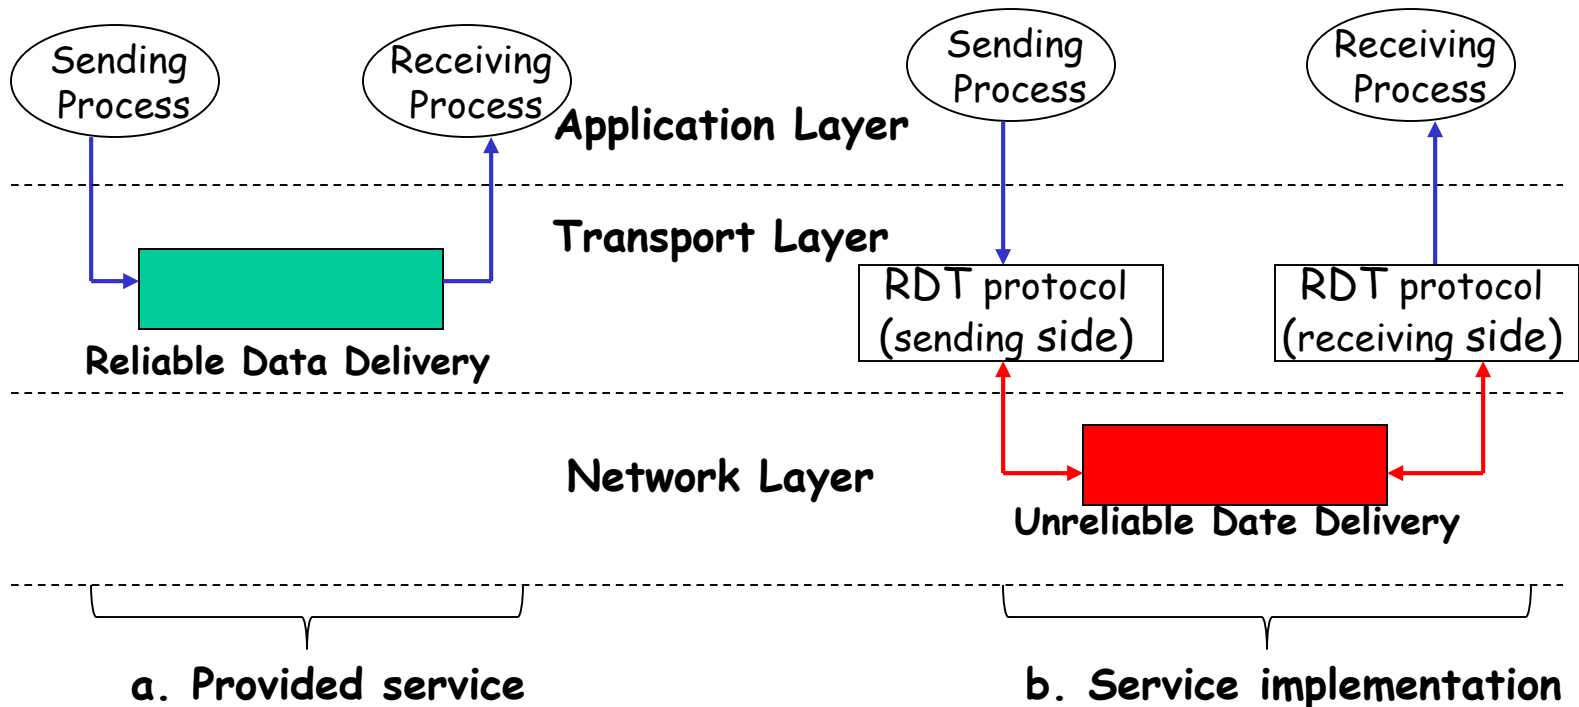 Sending
Process
Receiving
Process
Sending
Process
Receiving
Process
Application Layer
Transport Layer
RDT protocol
(sending side)
RDT protocol
(receiving side)
Reliable Data Delivery
Network Layer
Unreliable Date Delivery
a. Provided service
b. Service implementation